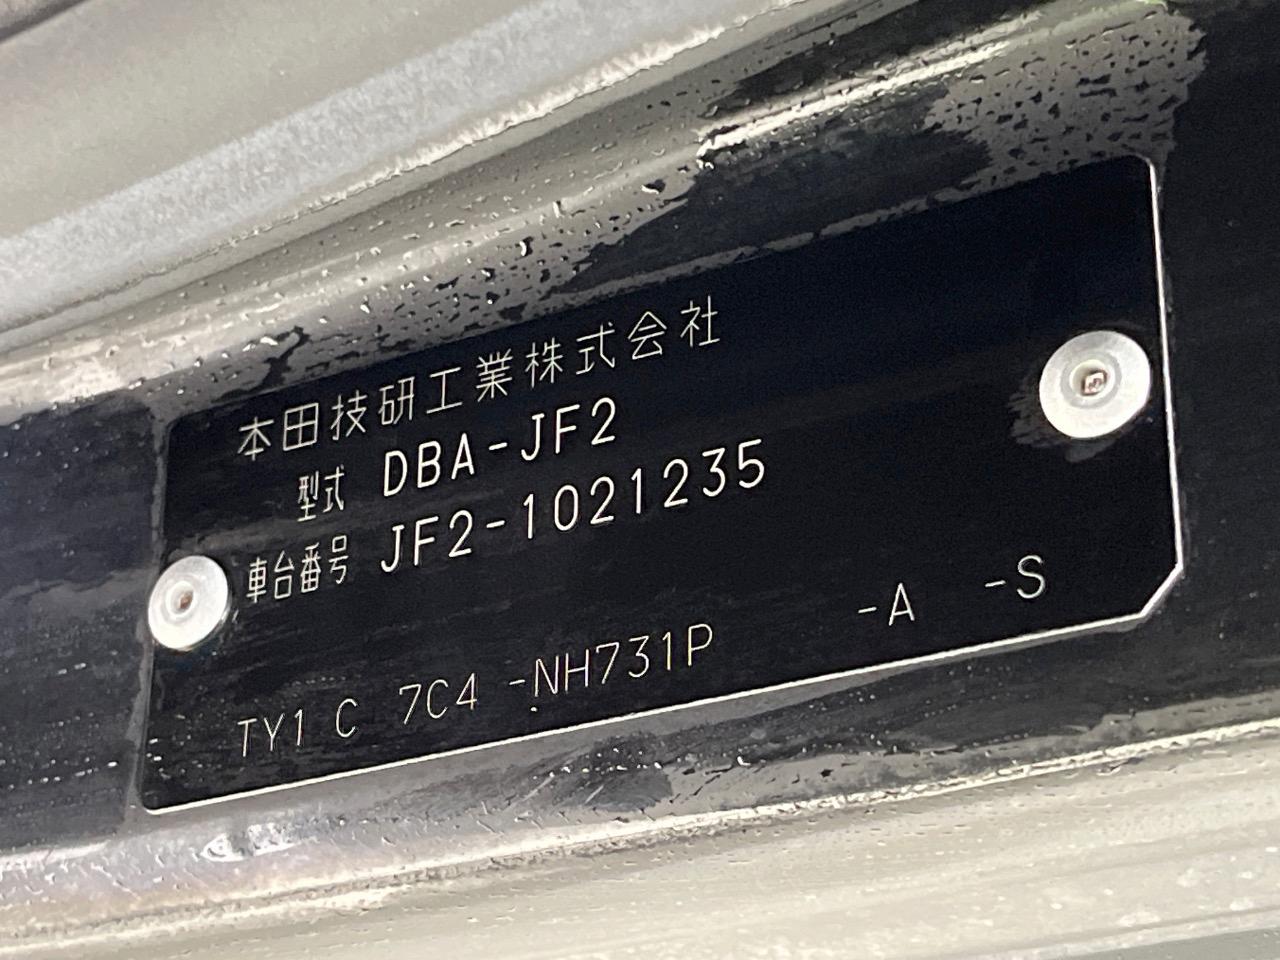 本田技研工業株式会社
型式 DBA-JF2
車台番号 JF2-1021235
TY1 C 7C4 -NH731P -A -S